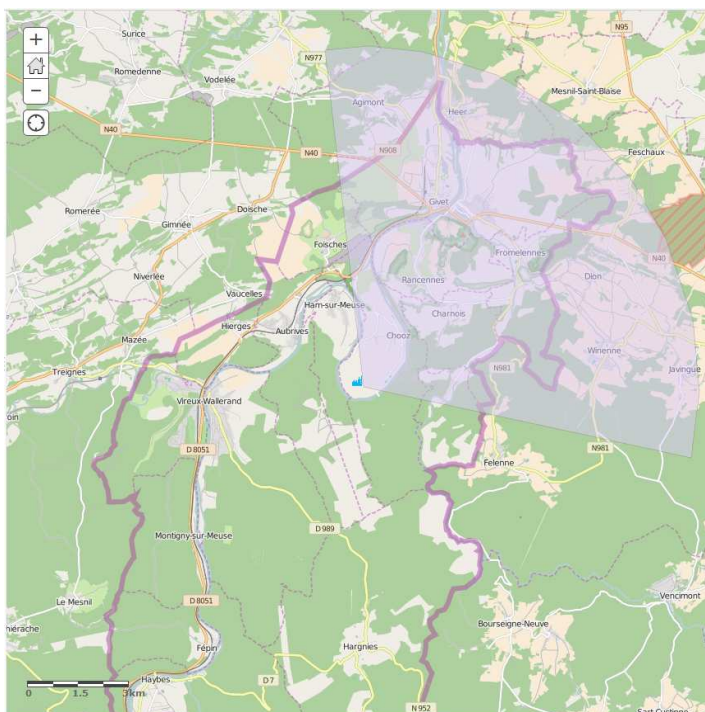 N95
Surice
N977
Romedenne
Vodelée
Mesnil-Saint-Blaise
Agimont
Heer
N40
N40
N908
Feschaux
Givet
Romerée
Doische
Gimnée
Foisches
Fromelennes
N40
Niverlée
Rancennes
Dion
Vaucelles
Ham-sur-Meuse
Charnois
Hierges
Aubrives
Chooz
Mazée
Winenne
Treignes
N981
Javingue
Vireux-Wallerand
oin
D 8051
N981
Felenne
D 989
Montigny-sur-Meuse
Le Mesnil
D 8051
Vencimont
Bourseigne-Neuve
niérache
Fépin
Hargnies
D 7
Haybes
0 1.5 3km
N 952